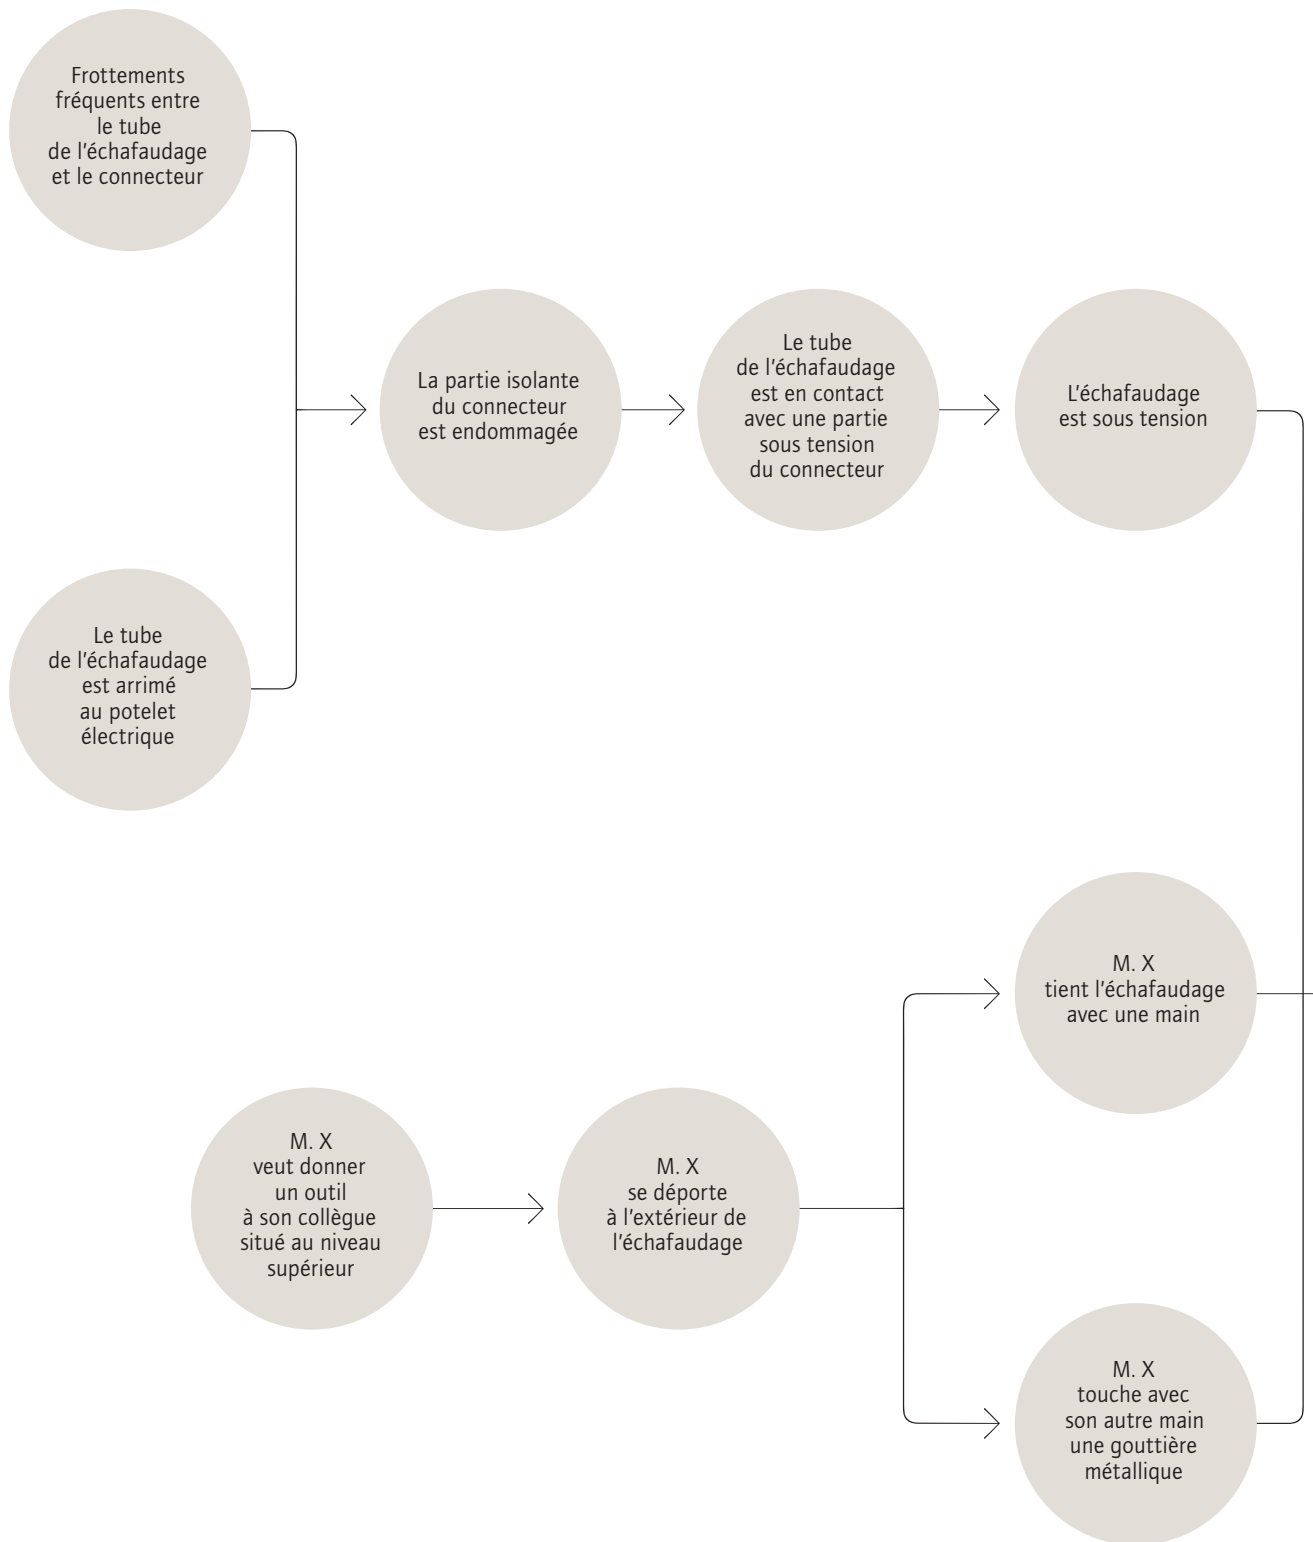 Frottements
fréquents entre
le tube
de l'échafaudage
et le connecteur
La partie isolante
du connecteur
est endommagée
Le tube
de l'échafaudage
est en contact
avec une partie
sous tension
du connecteur
L'échafaudage
est sous tension
Le tube
de l'échafaudage
est arrimé
au potelet
électrique
M. X
tient l'échafaudage
avec une main
M. X
veut donner
un outil
à son collègue
situé au niveau
supérieur
M. X
se déporte
à l'extérieur de
l'échafaudage
M. X
touche avec
son autre main
une gouttière
métallique